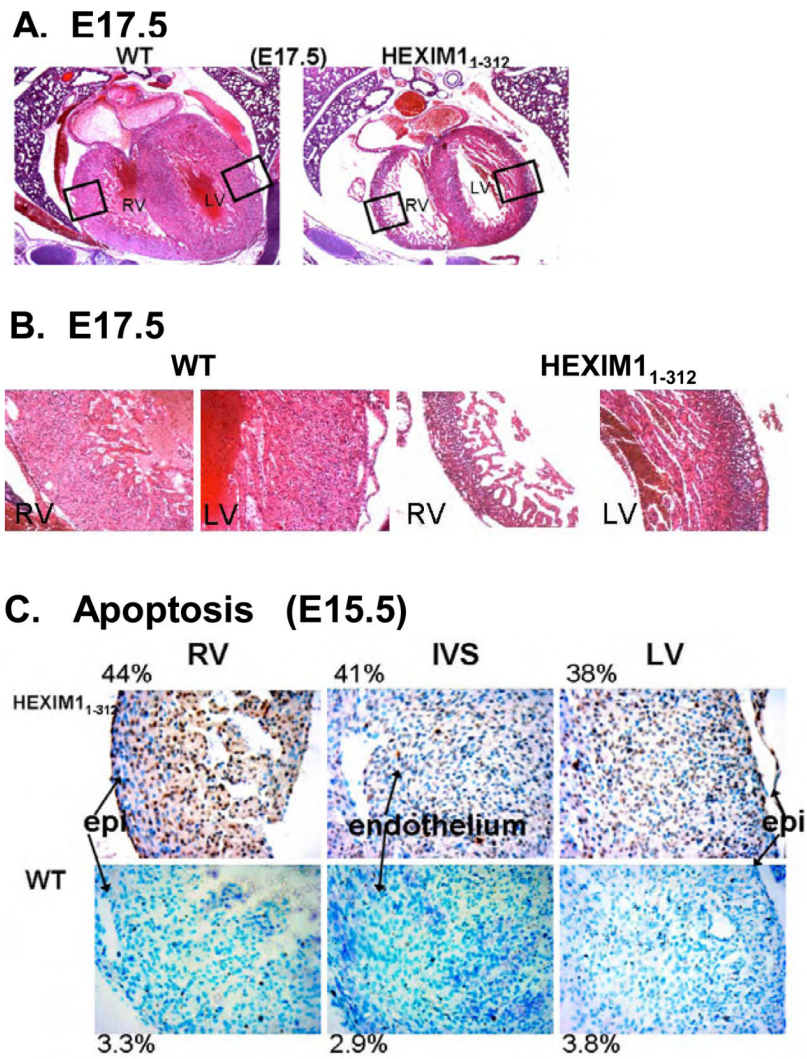 A. E17.5
WT (E17.5) HEXIM1₁₋₃₁₂
RV LV RV LV
B. E17.5
WT HEXIM1₁₋₃₁₂
RV LV RV LV
C. Apoptosis (E15.5)
RV IVS LV
44% 41% 38%
HEXIM1₁₋₃₁₂
epi endothelium epi
WT
3.3% 2.9% 3.8%